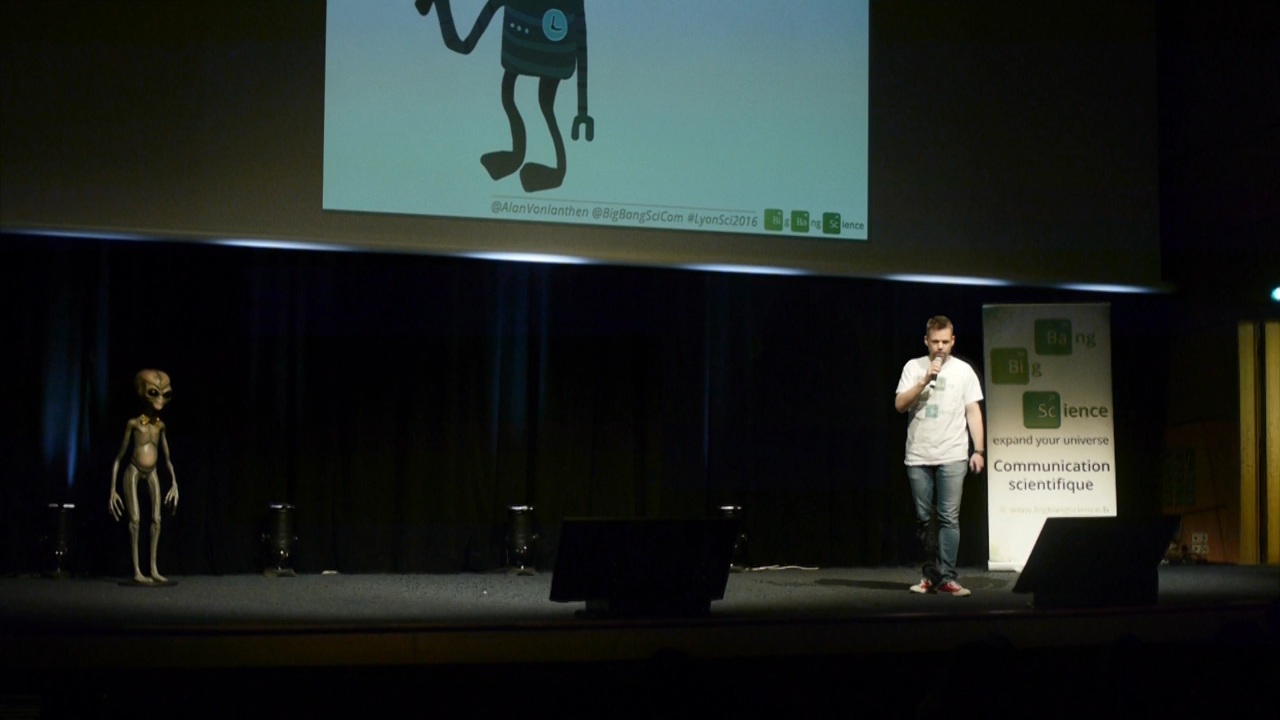 @AlanVonlanthen @BigBangSciCom #LyonSci2016 Big Bang Science
Bang
Big
Science
expand your universe
Communication
scientifique